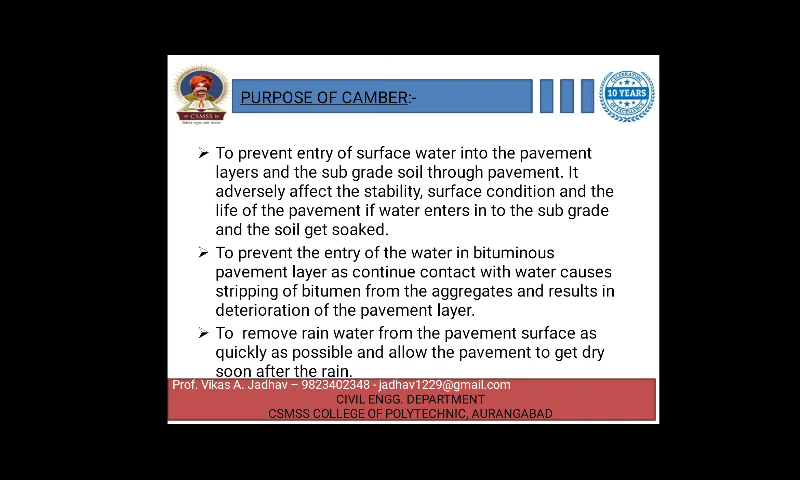 PURPOSE OF CAMBER:-
CSMSS
CELEBRATING
10 YEARS
OF EXCELLENCE
➢ To prevent entry of surface water into the pavement
layers and the sub grade soil through pavement. It
adversely affect the stability, surface condition and the
life of the pavement if water enters in to the sub grade
and the soil get soaked.
➢ To prevent the entry of the water in bituminous
pavement layer as continue contact with water causes
stripping of bitumen from the aggregates and results in
deterioration of the pavement layer.
➢ To remove rain water from the pavement surface as
quickly as possible and allow the pavement to get dry
soon after the rain.
Prof. Vikas A. Jadhav – 9823402348 - jadhav1229@gmail.com
CIVIL ENGG. DEPARTMENT
CSMSS COLLEGE OF POLYTECHNIC, AURANGABAD